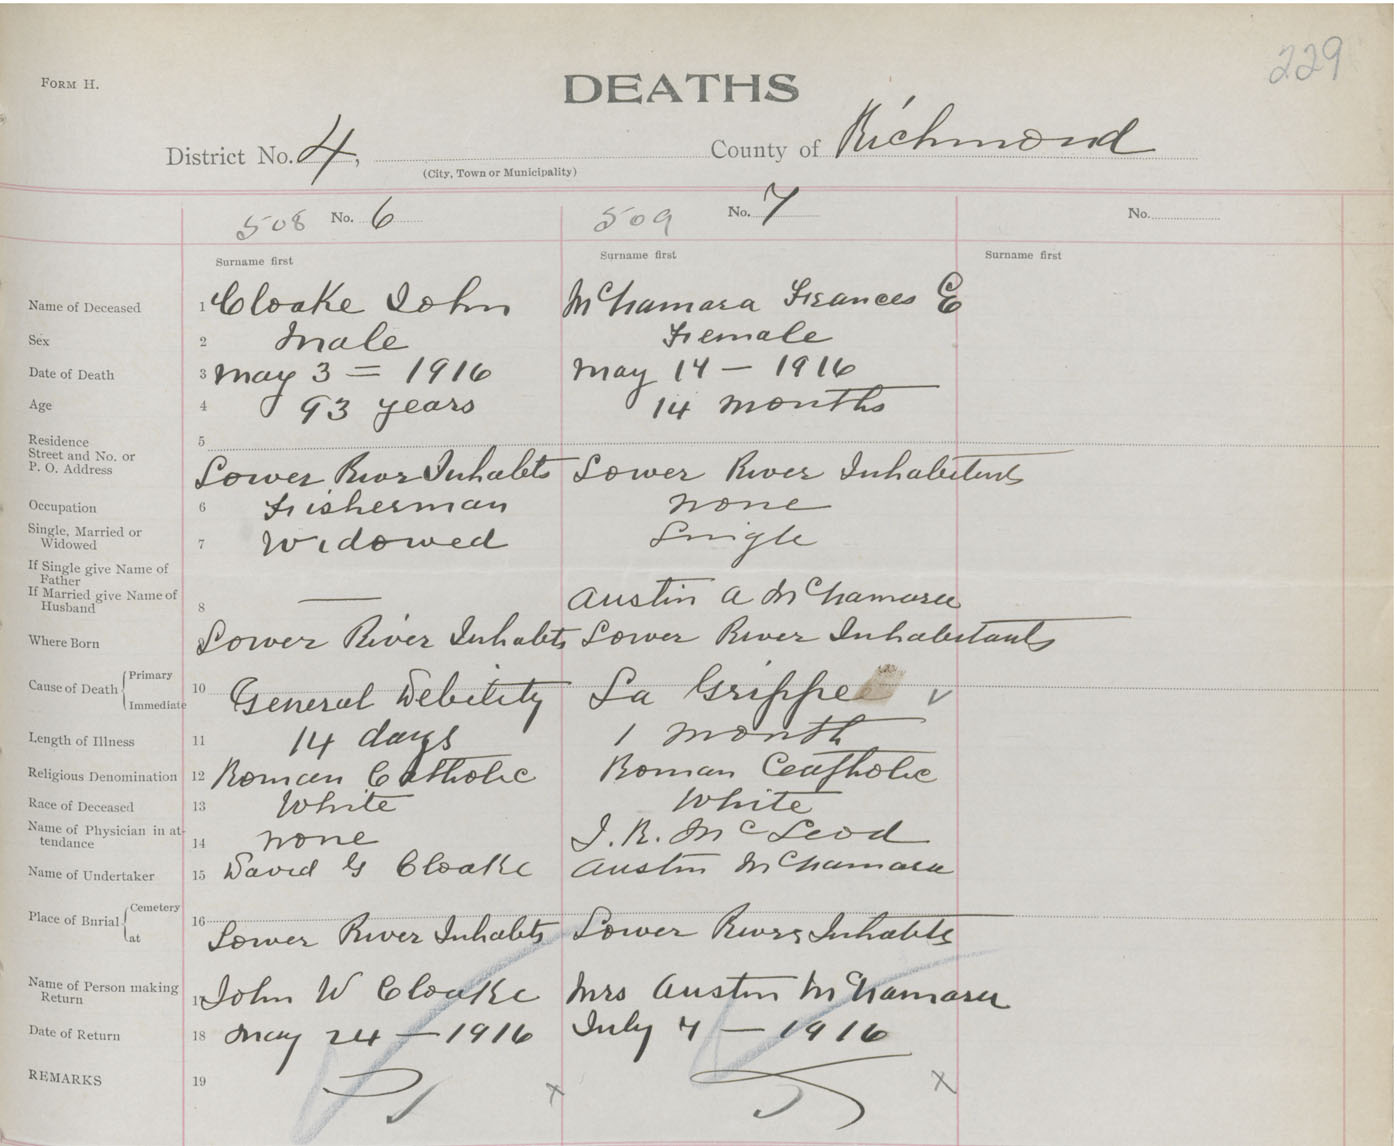 229
FORM H.
DEATHS
District No. 4, County of Richmond
(City, Town or Municipality)
508 No. 6 509 No. 7 No.
Surname first Surname first Surname first
Name of Deceased 1 Cloake John McNamara Frances E
Sex 2 Male Female
Date of Death 3 May 3 = 1916 May 14 — 1916
Age 4 93 years 14 months
Residence 5
Street and No. or
P. O. Address Lower River Inhabts Lower River Inhabitants
Occupation 6 Fisherman none
Single, Married or
Widowed 7 Widowed Single
If Single give Name of
Father
If Married give Name of
Husband 8 — Austin A McNamara
Where Born 9 Lower River Inhabts Lower River Inhabitants
Cause of Death { Primary
Immediate 10 General Debility La Grippe
Length of Illness 11 14 days 1 month
Religious Denomination 12 Roman Catholic Roman Catholic
Race of Deceased 13 White White
Name of Physician in at-
tendance 14 none J. R. McLeod
Name of Undertaker 15 David G Cloake Austin McNamara
Place of Burial { Cemetery
at 16 Lower River Inhabts Lower River Inhabts
Name of Person making
Return 17 John W Cloake Mrs Austin McNamara
Date of Return 18 May 24 — 1916 July 7 — 1916
REMARKS 19 x x